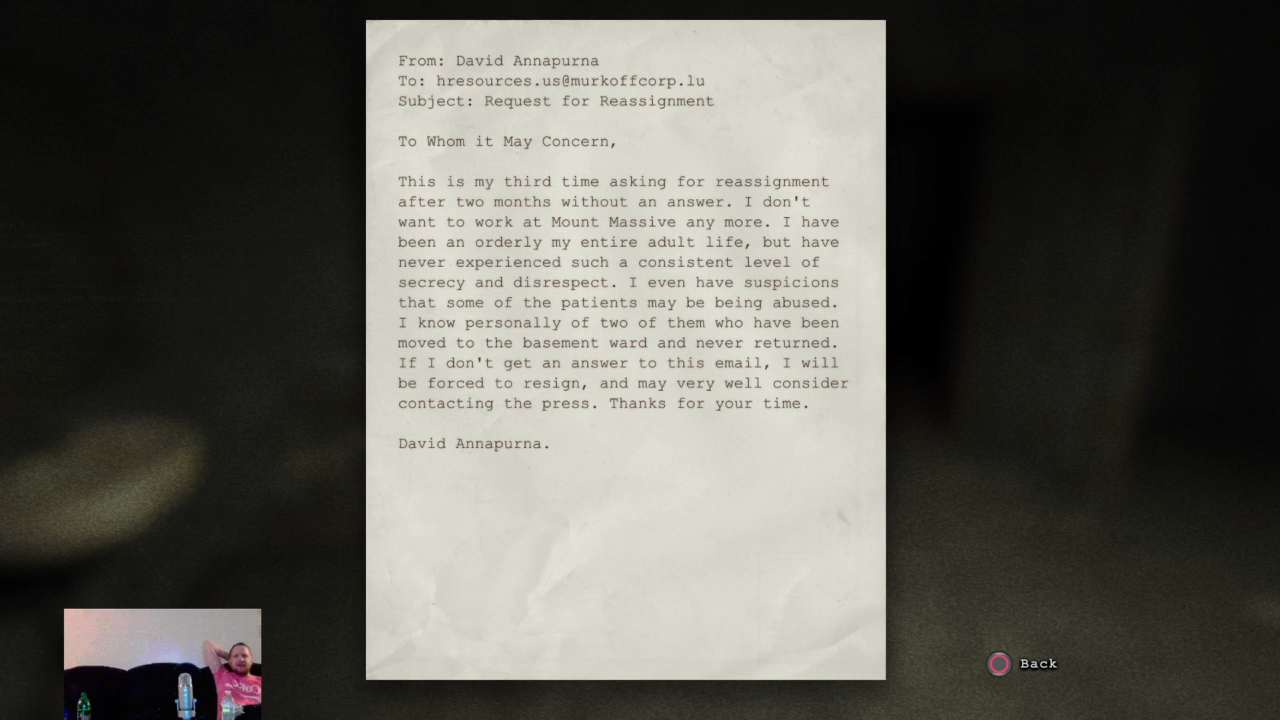 From: David Annapurna
To: hresources.us@murkoffcorp.lu
Subject: Request for Reassignment
To Whom it May Concern,
This is my third time asking for reassignment
after two months without an answer. I don't
want to work at Mount Massive any more. I have
been an orderly my entire adult life, but have
never experienced such a consistent level of
secrecy and disrespect. I even have suspicions
that some of the patients may be being abused.
I know personally of two of them who have been
moved to the basement ward and never returned.
If I don't get an answer to this email, I will
be forced to resign, and may very well consider
contacting the press. Thanks for your time.
David Annapurna.
Back